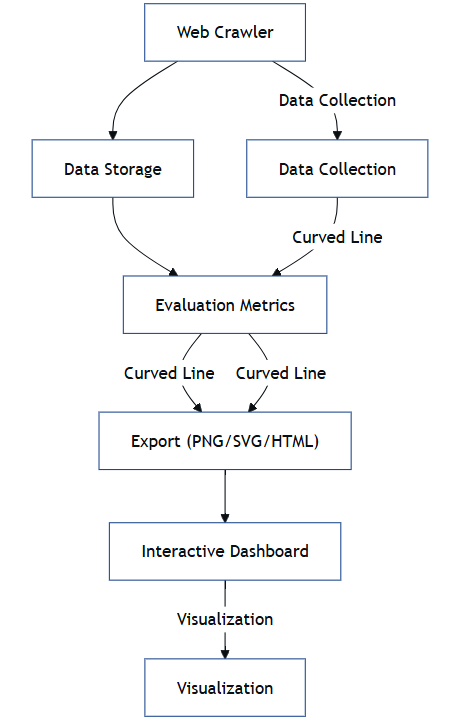 Web Crawler
Data Collection
Data Storage
Data Collection
Curved Line
Evaluation Metrics
Curved Line
Curved Line
Export (PNG/SVG/HTML)
Interactive Dashboard
Visualization
Visualization